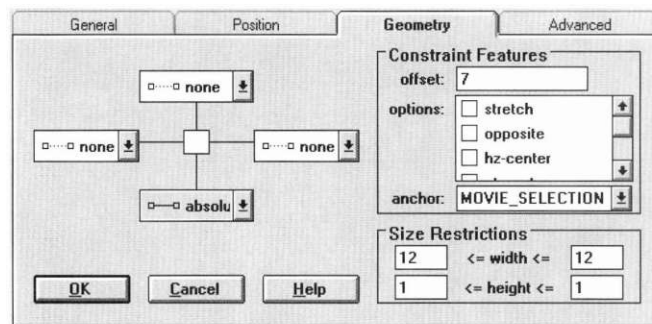 General Position Geometry Advanced
none
none none
absolu
OK Cancel Help
Constraint Features
offset: 7
options: stretch
opposite
hz-center
anchor: MOVIE_SELECTION
Size Restrictions
12 <= width <= 12
1 <= height <= 1